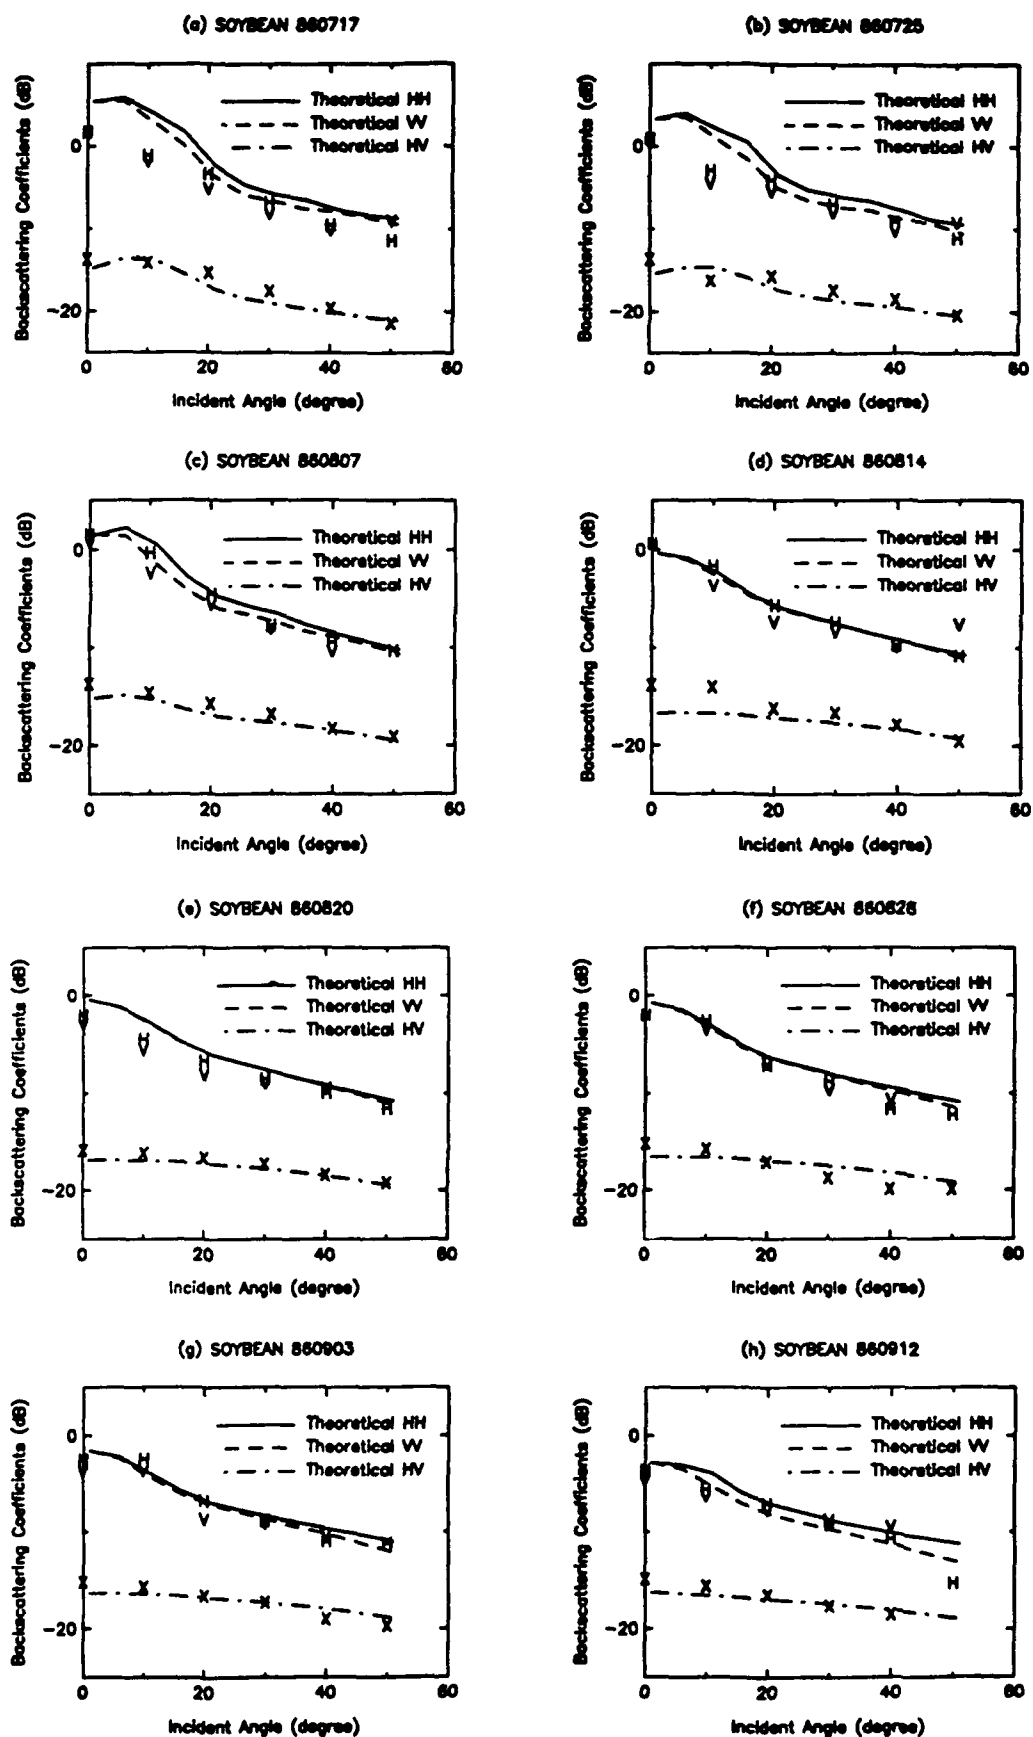 (a) SOYBEAN 860717
Backscattering Coefficients (dB)
Theoretical HH
Theoretical VV
Theoretical HV
0
-20
0 20 40 60
Incident Angle (degree)
(b) SOYBEAN 860725
Backscattering Coefficients (dB)
Theoretical HH
Theoretical VV
Theoretical HV
0
-20
0 20 40 60
Incident Angle (degree)
(c) SOYBEAN 860807
Backscattering Coefficients (dB)
Theoretical HH
Theoretical VV
Theoretical HV
0
-20
0 20 40 60
Incident Angle (degree)
(d) SOYBEAN 860814
Backscattering Coefficients (dB)
Theoretical HH
Theoretical VV
Theoretical HV
0
-20
0 20 40 60
Incident Angle (degree)
(e) SOYBEAN 860820
Backscattering Coefficients (dB)
Theoretical HH
Theoretical VV
Theoretical HV
0
-20
0 20 40 60
Incident Angle (degree)
(f) SOYBEAN 860828
Backscattering Coefficients (dB)
Theoretical HH
Theoretical VV
Theoretical HV
0
-20
0 20 40 60
Incident Angle (degree)
(g) SOYBEAN 860903
Backscattering Coefficients (dB)
Theoretical HH
Theoretical VV
Theoretical HV
0
-20
0 20 40 60
Incident Angle (degree)
(h) SOYBEAN 860912
Backscattering Coefficients (dB)
Theoretical HH
Theoretical VV
Theoretical HV
0
-20
0 20 40 60
Incident Angle (degree)